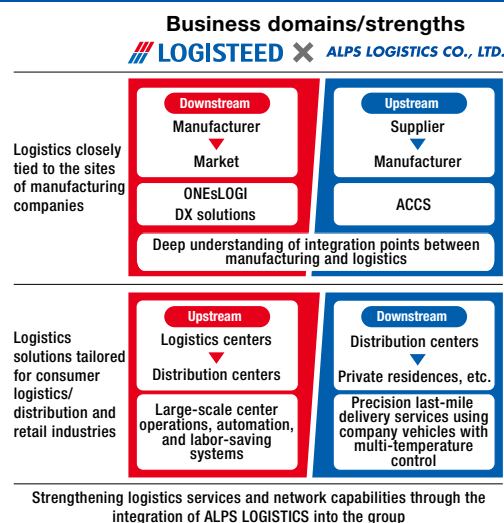 Business domains/strengths
LOGISTEED × ALPS LOGISTICS CO., LTD.
Logistics closely
tied to the sites
of manufacturing
companies
Downstream
Manufacturer
Market
ONEsLOGI
DX solutions
Upstream
Supplier
Manufacturer
ACCS
Deep understanding of integration points between
manufacturing and logistics
Logistics
solutions tailored
for consumer
logistics/
distribution and
retail industries
Upstream
Logistics centers
Distribution centers
Large-scale center
operations, automation,
and labor-saving
systems
Downstream
Distribution centers
Private residences, etc.
Precision last-mile
delivery services using
company vehicles with
multi-temperature
control
Strengthening logistics services and network capabilities through the
integration of ALPS LOGISTICS into the group